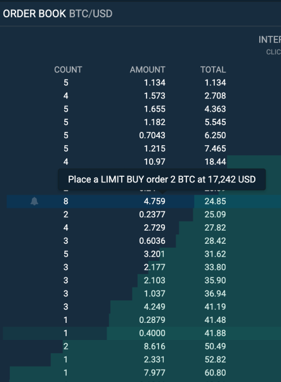 ORDER BOOK BTC/USD
INTER
CLIC
COUNT AMOUNT TOTAL
5 1.134 1.134
4 1.573 2.708
5 1.655 4.363
5 1.182 5.545
5 0.7043 6.250
5 1.215 7.465
4 10.97 18.44
Place a LIMIT BUY order 2 BTC at 17,242 USD
8 4.759 24.85
2 0.2377 25.09
4 2.729 27.82
3 0.6036 28.42
5 3.201 31.62
3 2.177 33.80
3 2.103 35.90
3 1.037 36.94
3 4.249 41.19
1 0.2879 41.48
1 0.4000 41.88
2 8.616 50.49
1 2.331 52.82
1 7.977 60.80